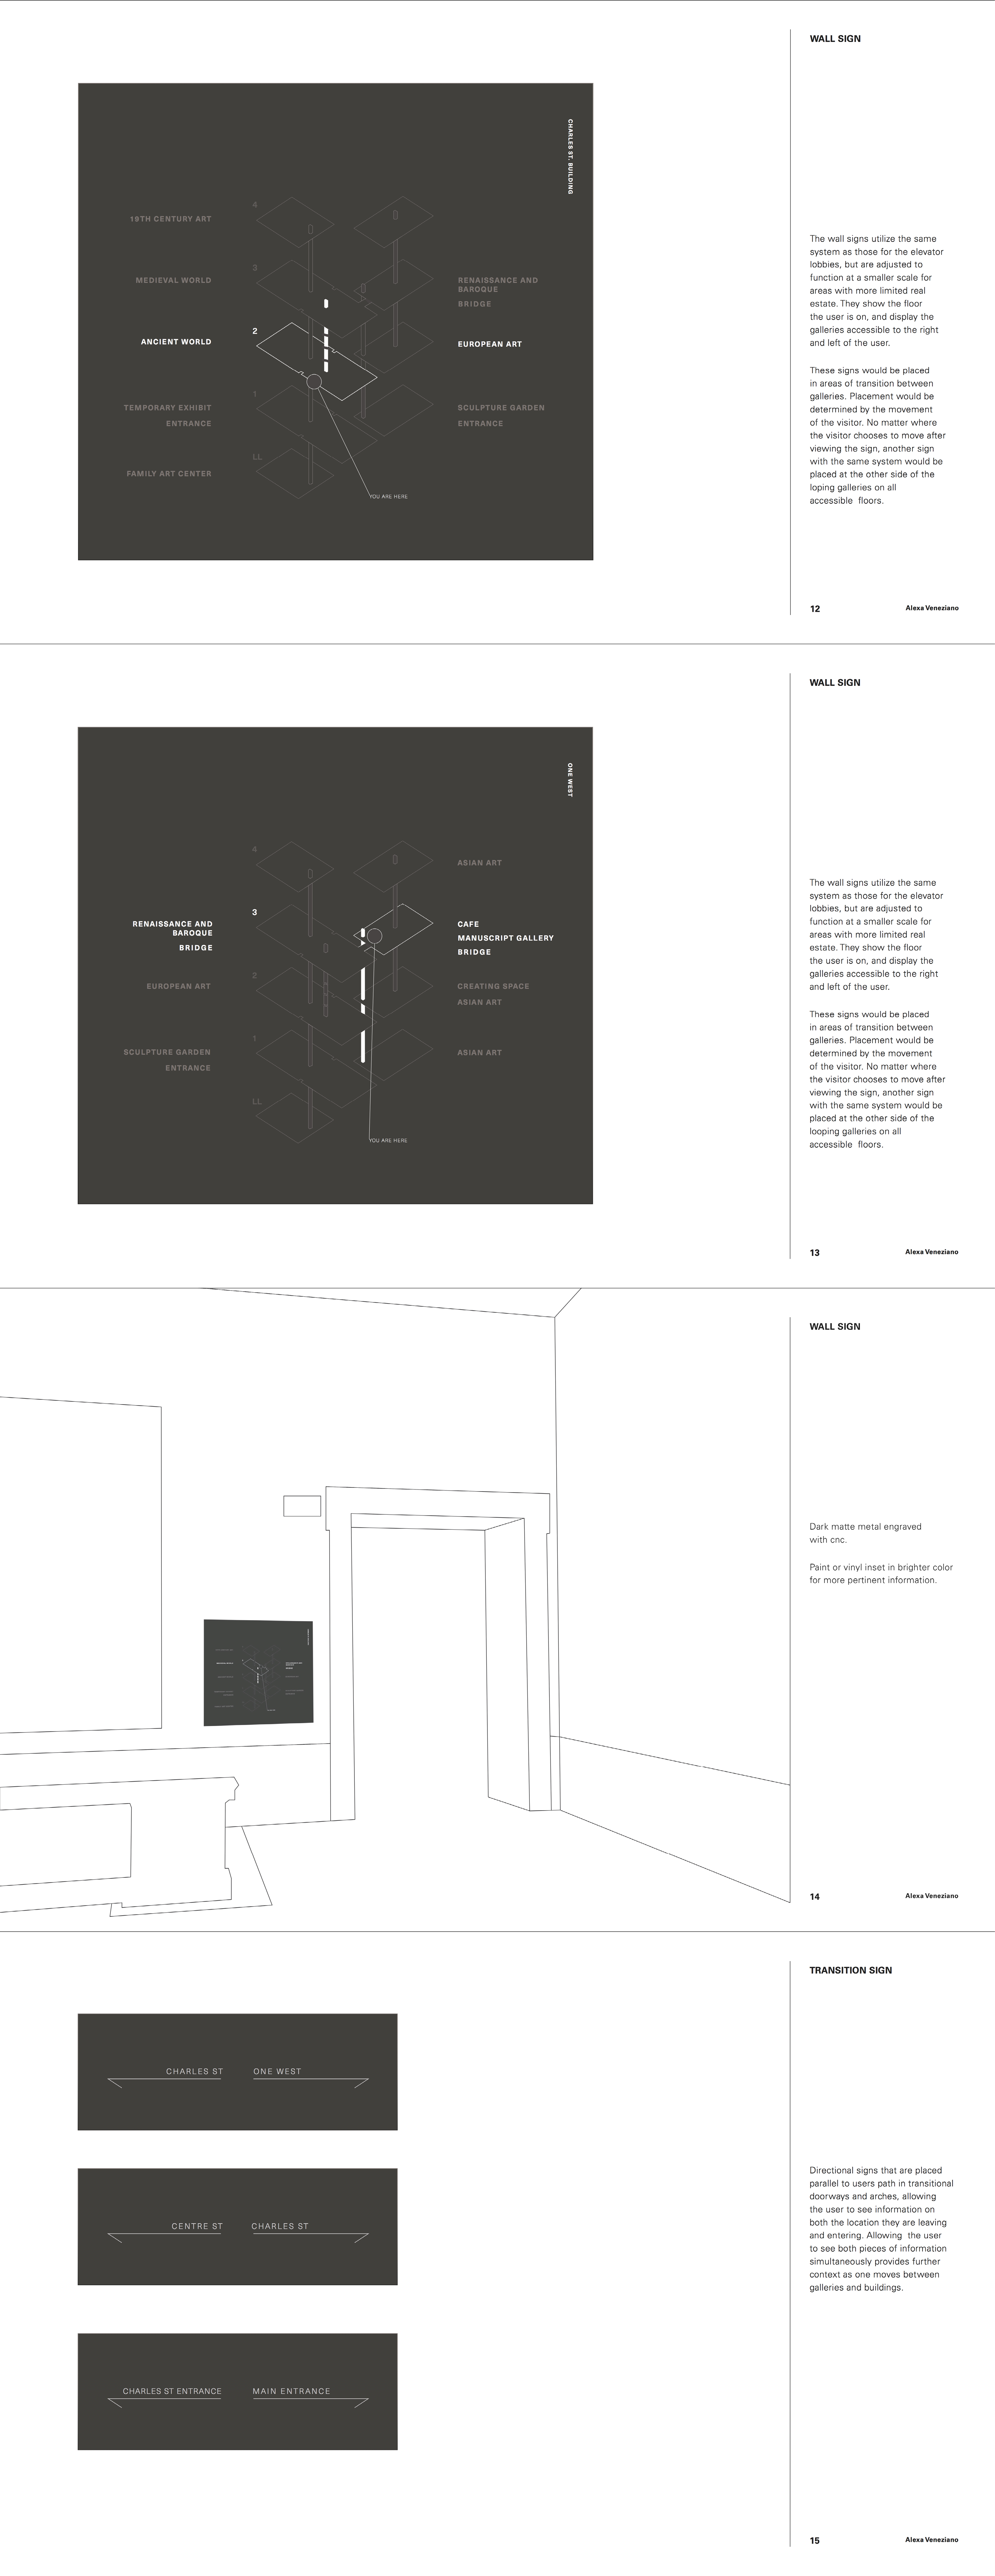 WALL SIGN
CHARLES ST. BUILDING
4
19TH CENTURY ART
3
MEDIEVAL WORLD
RENAISSANCE AND
BAROQUE
BRIDGE
2
ANCIENT WORLD
EUROPEAN ART
1
TEMPORARY EXHIBIT
ENTRANCE
SCULPTURE GARDEN
ENTRANCE
LL
FAMILY ART CENTER
YOU ARE HERE
The wall signs utilize the same
system as those for the elevator
lobbies, but are adjusted to
function at a smaller scale for
areas with more limited real
estate. They show the floor
the user is on, and display the
galleries accessible to the right
and left of the user.
These signs would be placed
in areas of transition between
galleries. Placement would be
determined by the movement
of the visitor. No matter where
the visitor chooses to move after
viewing the sign, another sign
with the same system would be
placed at the other side of the
loping galleries on all
accessible floors.
12
Alexa Veneziano
WALL SIGN
ONE WEST
4
ASIAN ART
3
RENAISSANCE AND
BAROQUE
BRIDGE
CAFE
MANUSCRIPT GALLERY
BRIDGE
2
EUROPEAN ART
CREATING SPACE
ASIAN ART
1
SCULPTURE GARDEN
ENTRANCE
ASIAN ART
LL
YOU ARE HERE
The wall signs utilize the same
system as those for the elevator
lobbies, but are adjusted to
function at a smaller scale for
areas with more limited real
estate. They show the floor
the user is on, and display the
galleries accessible to the right
and left of the user.
These signs would be placed
in areas of transition between
galleries. Placement would be
determined by the movement
of the visitor. No matter where
the visitor chooses to move after
viewing the sign, another sign
with the same system would be
placed at the other side of the
looping galleries on all
accessible floors.
13
Alexa Veneziano
WALL SIGN
Dark matte metal engraved
with cnc.
Paint or vinyl inset in brighter color
for more pertinent information.
14
Alexa Veneziano
TRANSITION SIGN
CHARLES ST ONE WEST
CENTRE ST CHARLES ST
CHARLES ST ENTRANCE MAIN ENTRANCE
Directional signs that are placed
parallel to users path in transitional
doorways and arches, allowing
the user to see information on
both the location they are leaving
and entering. Allowing the user
to see both pieces of information
simultaneously provides further
context as one moves between
galleries and buildings.
15
Alexa Veneziano